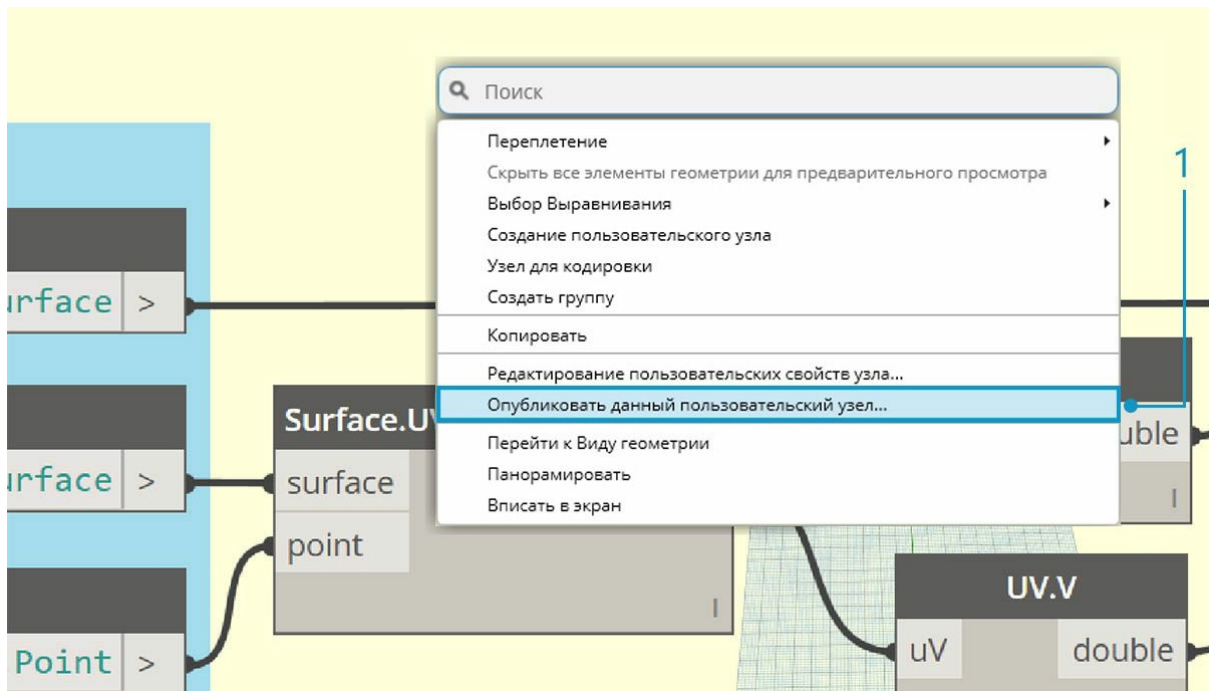 Поиск
Переплетение
Скрыть все элементы геометрии для предварительного просмотра
Выбор Выравнивания
Создание пользовательского узла
Узел для кодировки
Создать группу
Копировать
Редактирование пользовательских свойств узла...
Опубликовать данный пользовательский узел...
Перейти к Виду геометрии
Панорамировать
Вписать в экран
1
urface >
urface >
Point >
Surface.UV
surface
point
uble
I
I
UV.V
uV double